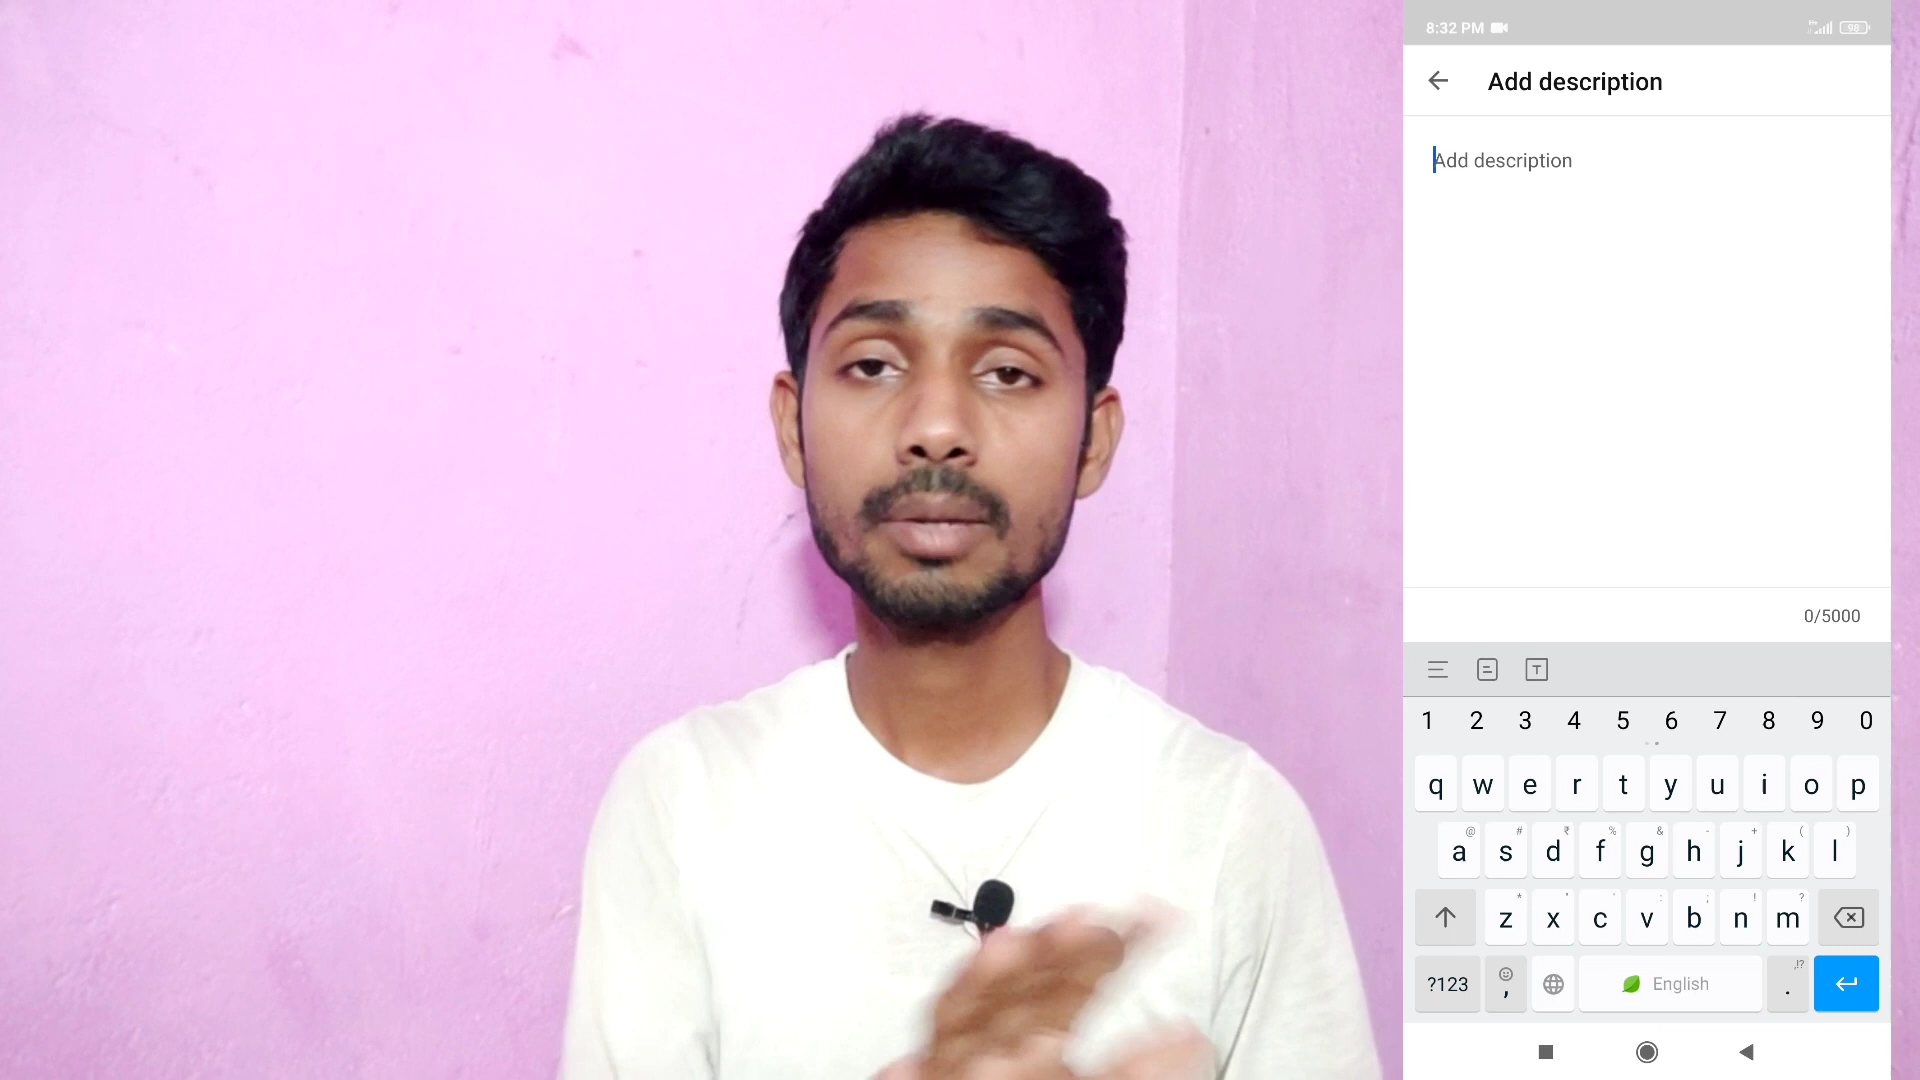 8:32 PM
98
Add description
Add description
0/5000
1 2 3 4 5 6 7 8 9 0
q w e r t y u i o p
@ # ₹ % & - + ( )
a s d f g h j k l
* " ' : ; ! ?
z x c v b n m
,!?
?123 , English .